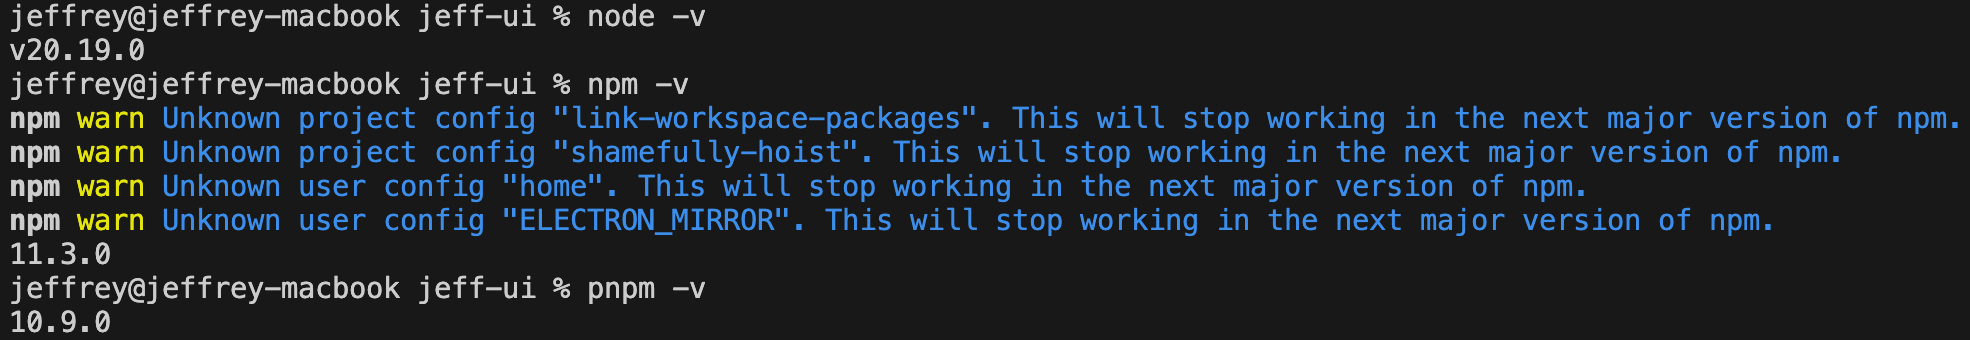 jeffrey@jeffrey-macbook jeff-ui % node -v
v20.19.0
jeffrey@jeffrey-macbook jeff-ui % npm -v
npm warn Unknown project config "link-workspace-packages". This will stop working in the next major version of npm.
npm warn Unknown project config "shamefully-hoist". This will stop working in the next major version of npm.
npm warn Unknown user config "home". This will stop working in the next major version of npm.
npm warn Unknown user config "ELECTRON_MIRROR". This will stop working in the next major version of npm.
11.3.0
jeffrey@jeffrey-macbook jeff-ui % pnpm -v
10.9.0